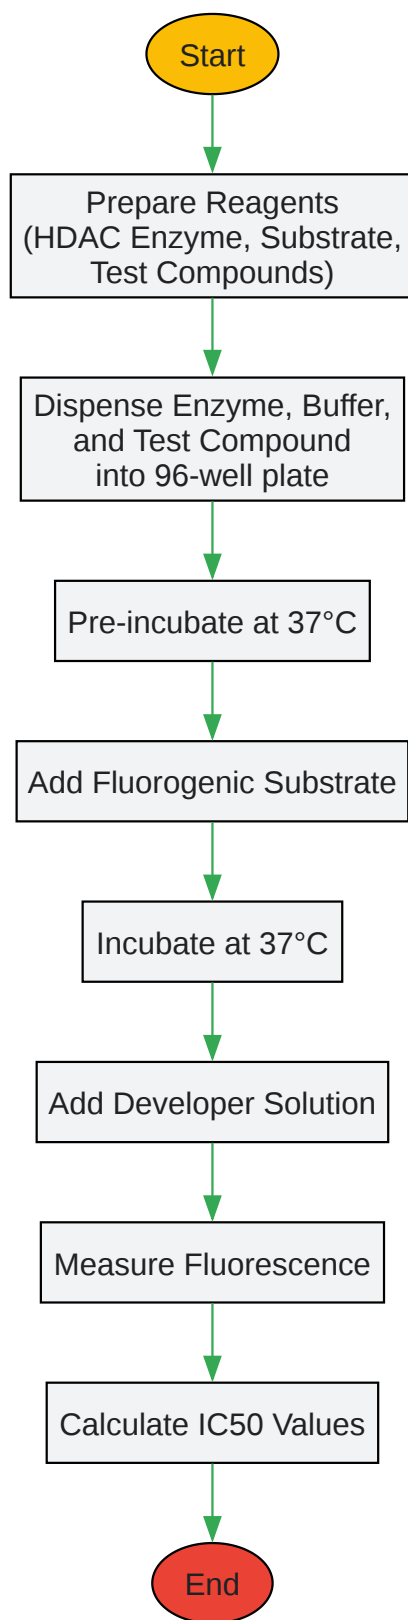 Start
Prepare Reagents
(HDAC Enzyme, Substrate,
Test Compounds)
Dispense Enzyme, Buffer,
and Test Compound
into 96-well plate
Pre-incubate at 37°C
Add Fluorogenic Substrate
Incubate at 37°C
Add Developer Solution
Measure Fluorescence
Calculate IC50 Values
End